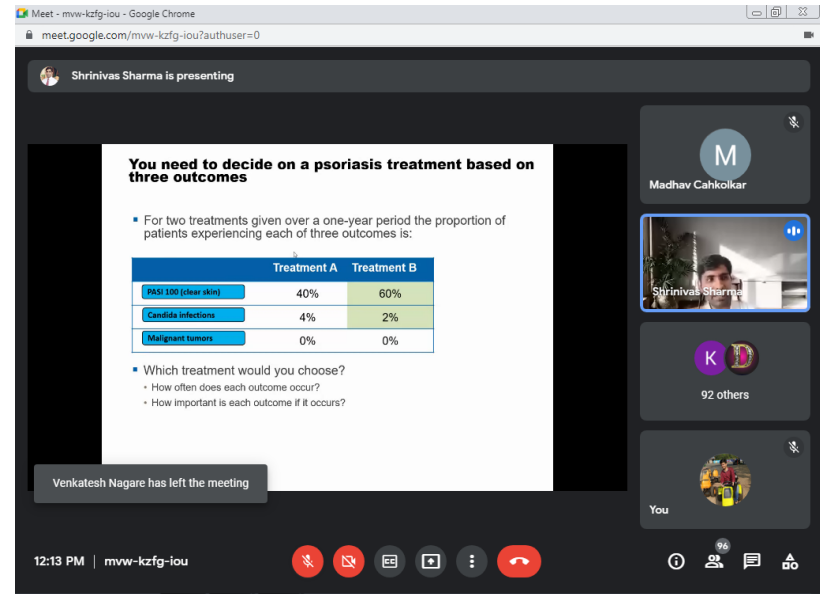 Meet - mvw-kzfg-iou - Google Chrome
meet.google.com/mvw-kzfg-iou?authuser=0
Shrinivas Sharma is presenting
You need to decide on a psoriasis treatment based on
three outcomes
For two treatments given over a one-year period the proportion of
patients experiencing each of three outcomes is:
Treatment A Treatment B
PASI 100 (clear skin) 40% 60%
Candida infections 4% 2%
Malignant tumors 0% 0%
Which treatment would you choose?
How often does each outcome occur?
How important is each outcome if it occurs?
Venkatesh Nagare has left the meeting
M
Madhav Cahkolkar
Shrinivas Sharma
K D
92 others
You
12:13 PM | mvw-kzfg-iou
CC
96